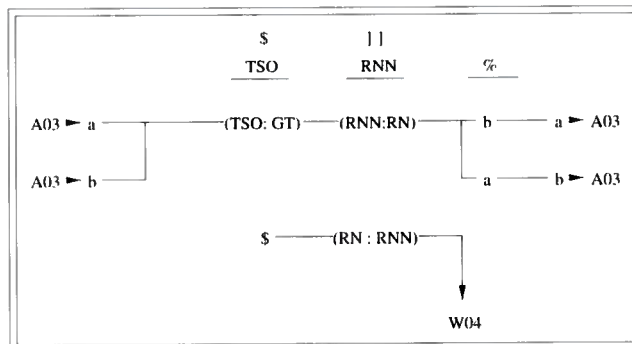 $ ] ]
TSO RNN %
A03 a (TSO: GT) (RNN:RN) b a A03
A03 b a b A03
$ (RN : RNN)
W04